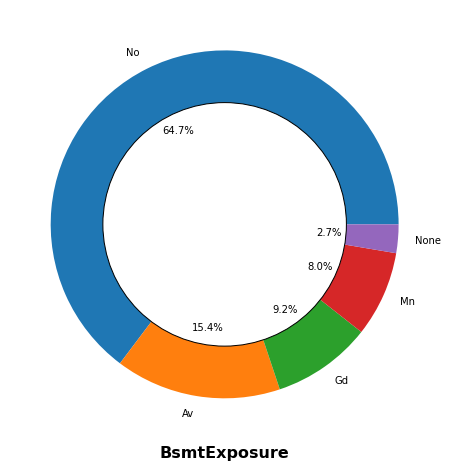 No
64.7%
2.7%
None
8.0%
Mn
9.2%
15.4%
Gd
Av
BsmtExposure